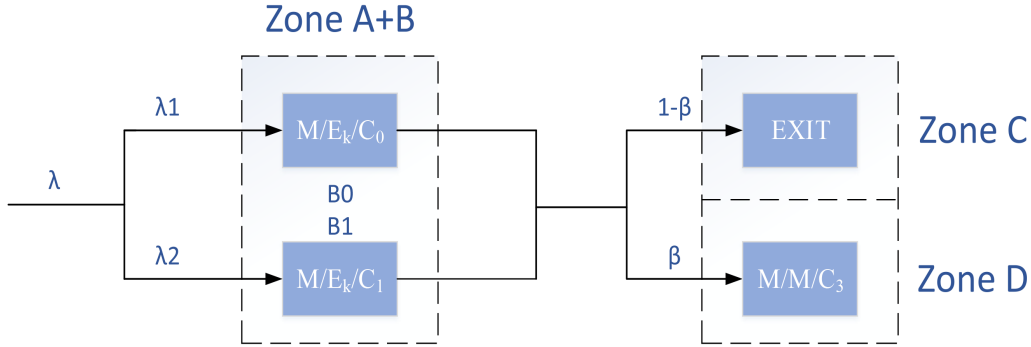 Zone A+B
λ1
M/Eₖ/C₀
1-β
EXIT
Zone C
λ
B0
B1
λ2
M/Eₖ/C₁
β
M/M/C₃
Zone D